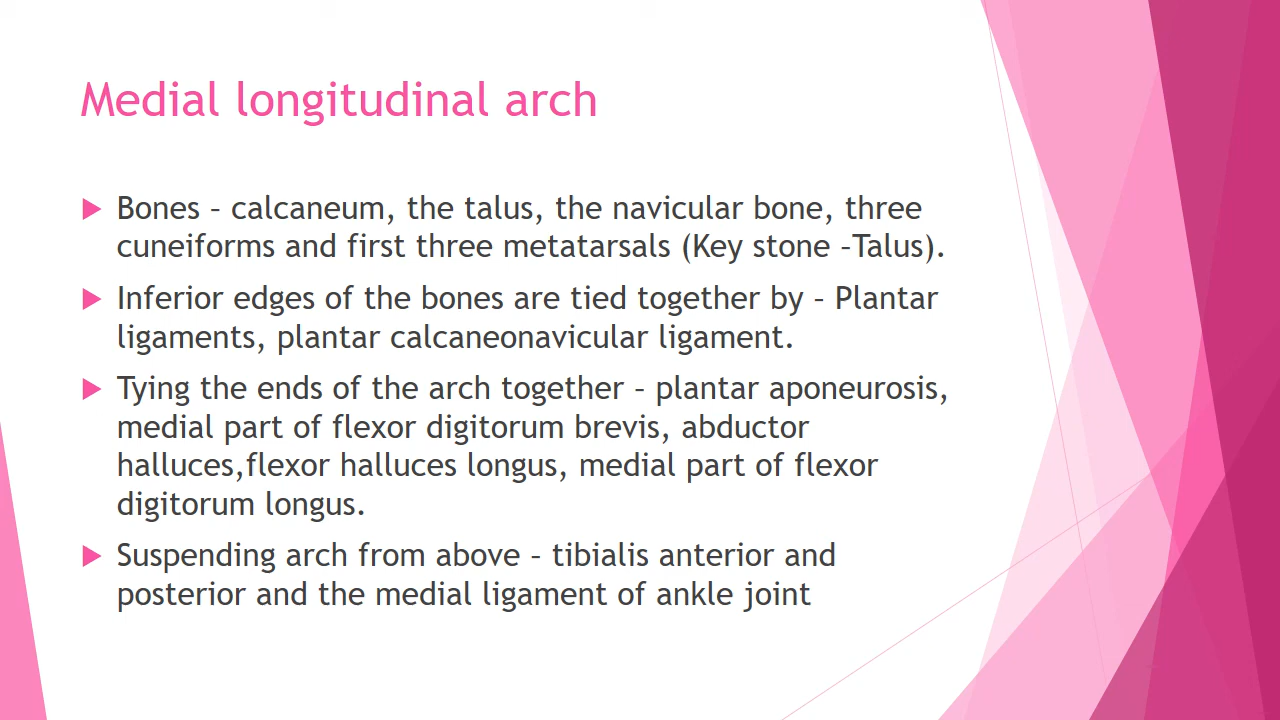 Medial longitudinal arch
Bones – calcaneum, the talus, the navicular bone, three
cuneiforms and first three metatarsals (Key stone –Talus).
Inferior edges of the bones are tied together by – Plantar
ligaments, plantar calcaneonavicular ligament.
Tying the ends of the arch together – plantar aponeurosis,
medial part of flexor digitorum brevis, abductor
halluces,flexor halluces longus, medial part of flexor
digitorum longus.
Suspending arch from above – tibialis anterior and
posterior and the medial ligament of ankle joint